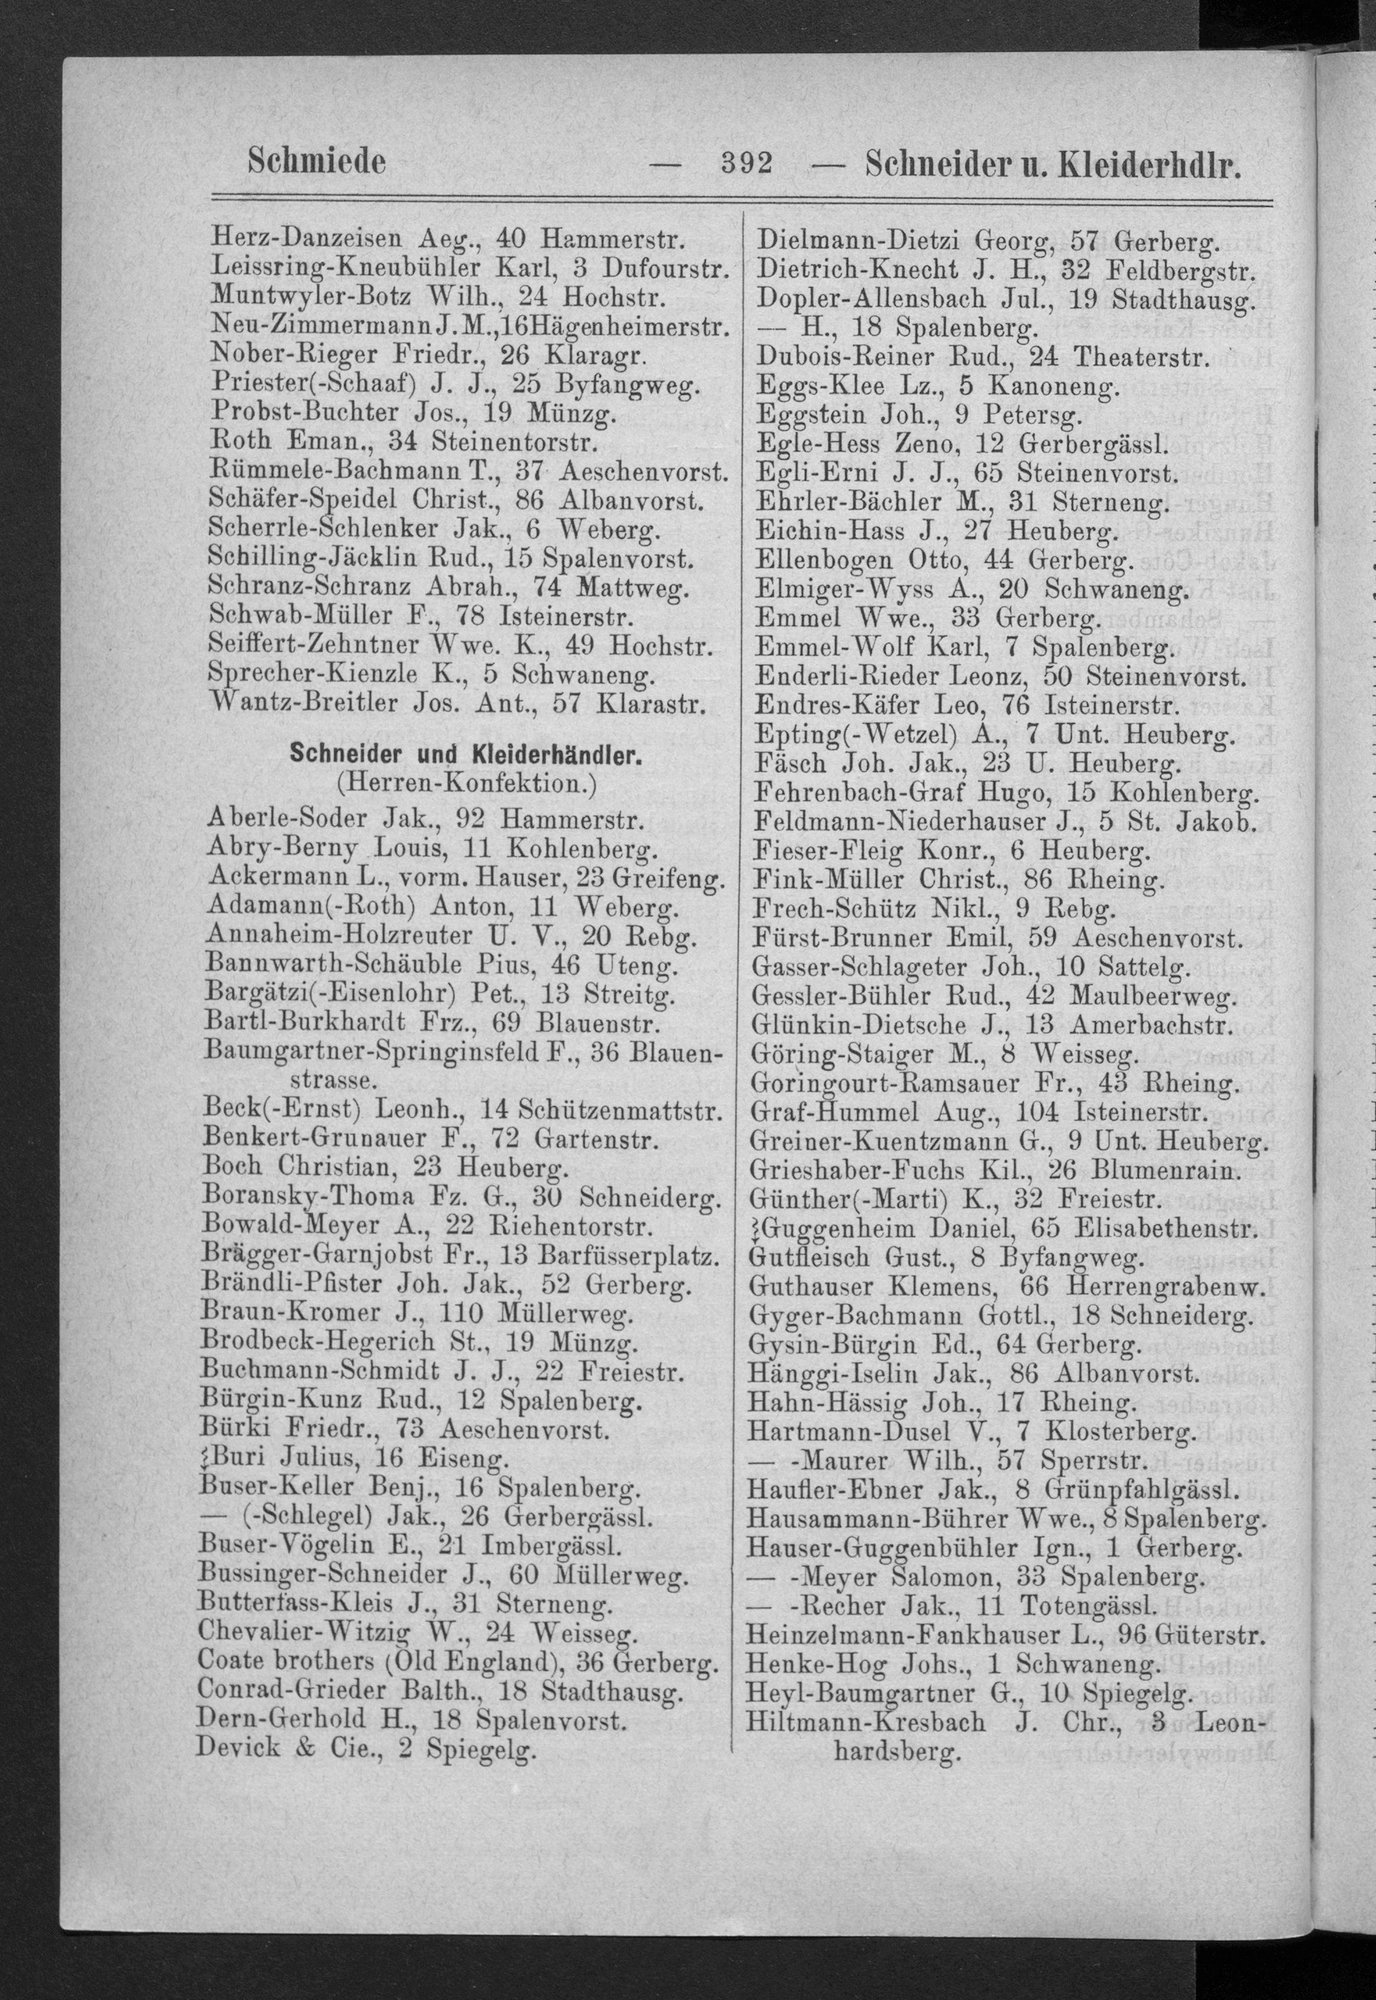 Schmiede — 392 — Schneider u. Kleiderhdlr.
Herz-Danzeisen Aeg., 40 Hammerstr.
Leissring-Kneubühler Karl, 3 Dufourstr.
Muntwyler-Botz Wilh., 24 Hochstr.
Neu-Zimmermann J. M., 16 Hägenheimerstr.
Nober-Rieger Friedr., 26 Klaragr.
Priester(-Schaaf) J. J., 25 Byfangweg.
Probst-Buchter Jos., 19 Münzg.
Roth Eman., 34 Steinentorstr.
Rümmele-Bachmann T., 37 Aeschenvorst.
Schäfer-Speidel Christ., 86 Albanvorst.
Scherrle-Schlenker Jak., 6 Weberg.
Schilling-Jäcklin Rud., 15 Spalenvorst.
Schranz-Schranz Abrah., 74 Mattweg.
Schwab-Müller F., 78 Isteinerstr.
Seiffert-Zehntner Wwe. K., 49 Hochstr.
Sprecher-Kienzle K., 5 Schwaneng.
Wantz-Breitler Jos. Ant., 57 Klarastr.
Schneider und Kleiderhändler.
(Herren-Konfektion.)
Aberle-Soder Jak., 92 Hammerstr.
Abry-Berny Louis, 11 Kohlenberg.
Ackermann L., vorm. Hauser, 23 Greifeng.
Adamann(-Roth) Anton, 11 Weberg.
Annaheim-Holzreuter U. V., 20 Rebg.
Bannwarth-Schäuble Pius, 46 Uteng.
Bargätzi(-Eisenlohr) Pet., 13 Streitg.
Bartl-Burkhardt Frz., 69 Blauenstr.
Baumgartner-Springinsfeld F., 36 Blauen-
strasse.
Beck(-Ernst) Leonh., 14 Schützenmattstr.
Benkert-Grunauer F., 72 Gartenstr.
Boch Christian, 23 Heuberg.
Boransky-Thoma Fz. G., 30 Schneiderg.
Bowald-Meyer A., 22 Riehentorstr.
Brägger-Garnjobst Fr., 13 Barfüsserplatz.
Brändli-Pfister Joh. Jak., 52 Gerberg.
Braun-Kromer J., 110 Müllerweg.
Brodbeck-Hegerich St., 19 Münzg.
Buchmann-Schmidt J. J., 22 Freiestr.
Bürgin-Kunz Rud., 12 Spalenberg.
Bürki Friedr., 73 Aeschenvorst.
⸾Buri Julius, 16 Eiseng.
Buser-Keller Benj., 16 Spalenberg.
— (-Schlegel) Jak., 26 Gerbergässl.
Buser-Vögelin E., 21 Imbergässl.
Bussinger-Schneider J., 60 Müllerweg.
Butterfass-Kleis J., 31 Sterneng.
Chevalier-Witzig W., 24 Weisseg.
Coate brothers (Old England), 36 Gerberg.
Conrad-Grieder Balth., 18 Stadthausg.
Dern-Gerhold H., 18 Spalenvorst.
Devick & Cie., 2 Spiegelg.
Dielmann-Dietzi Georg, 57 Gerberg.
Dietrich-Knecht J. H., 32 Feldbergstr.
Dopler-Allensbach Jul., 19 Stadthausg.
— H., 18 Spalenberg.
Dubois-Reiner Rud., 24 Theaterstr.
Eggs-Klee Lz., 5 Kanoneng.
Eggstein Joh., 9 Petersg.
Egle-Hess Zeno, 12 Gerbergässl.
Egli-Erni J. J., 65 Steinenvorst.
Ehrler-Bächler M., 31 Sterneng.
Eichin-Hass J., 27 Heuberg.
Ellenbogen Otto, 44 Gerberg.
Elmiger-Wyss A., 20 Schwaneng.
Emmel Wwe., 33 Gerberg.
Emmel-Wolf Karl, 7 Spalenberg.
Enderli-Rieder Leonz, 50 Steinenvorst.
Endres-Käfer Leo, 76 Isteinerstr.
Epting(-Wetzel) A., 7 Unt. Heuberg.
Fäsch Joh. Jak., 23 U. Heuberg.
Fehrenbach-Graf Hugo, 15 Kohlenberg.
Feldmann-Niederhauser J., 5 St. Jakob.
Fieser-Fleig Konr., 6 Heuberg.
Fink-Müller Christ., 86 Rheing.
Frech-Schütz Nikl., 9 Rebg.
Fürst-Brunner Emil, 59 Aeschenvorst.
Gasser-Schlageter Joh., 10 Sattelg.
Gessler-Bühler Rud., 42 Maulbeerweg.
Glünkin-Dietsche J., 13 Amerbachstr.
Göring-Staiger M., 8 Weisseg.
Goringourt-Ramsauer Fr., 43 Rheing.
Graf-Hummel Aug., 104 Isteinerstr.
Greiner-Kuentzmann G., 9 Unt. Heuberg.
Grieshaber-Fuchs Kil., 26 Blumenrain.
Günther(-Marti) K., 32 Freiestr.
⸾Guggenheim Daniel, 65 Elisabethenstr.
Gutfleisch Gust., 8 Byfangweg.
Guthauser Klemens, 66 Herrengrabenw.
Gyger-Bachmann Gottl., 18 Schneiderg.
Gysin-Bürgin Ed., 64 Gerberg.
Hänggi-Iselin Jak., 86 Albanvorst.
Hahn-Hässig Joh., 17 Rheing.
Hartmann-Dusel V., 7 Klosterberg.
— -Maurer Wilh., 57 Sperrstr.
Haufler-Ebner Jak., 8 Grünpfahlgässl.
Hausammann-Bührer Wwe., 8 Spalenberg.
Hauser-Guggenbühler Ign., 1 Gerberg.
— -Meyer Salomon, 33 Spalenberg.
— -Recher Jak., 11 Totengässl.
Heinzelmann-Fankhauser L., 96 Güterstr.
Henke-Hog Johs., 1 Schwaneng.
Heyl-Baumgartner G., 10 Spiegelg.
Hiltmann-Kresbach J. Chr., 3 Leon-
hardsberg.